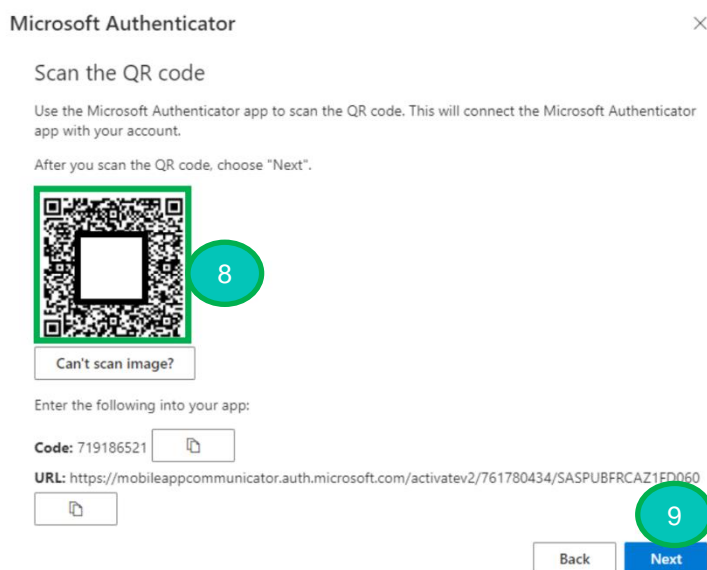 Microsoft Authenticator
Scan the QR code
Use the Microsoft Authenticator app to scan the QR code. This will connect the Microsoft Authenticator
app with your account.
After you scan the QR code, choose "Next".
8
Can't scan image?
Enter the following into your app:
Code: 719186521
URL: https://mobileappcommunicator.auth.microsoft.com/activatev2/761780434/SASPUBFRCAZ1FD060
9
Back Next